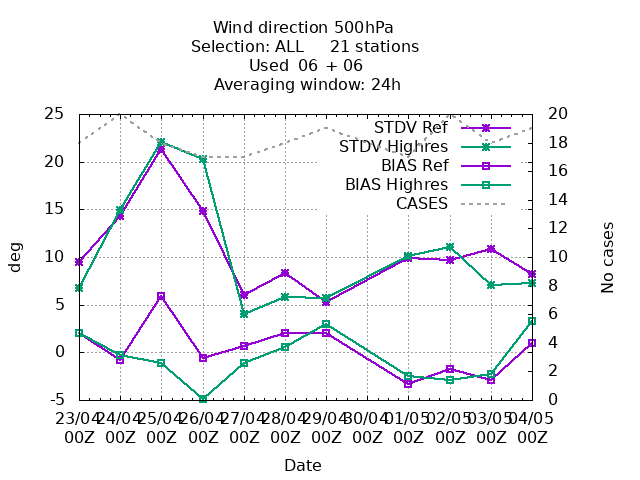 Wind direction 500hPa
Selection: ALL 21 stations
Used 06 + 06
Averaging window: 24h
25
20
15
10
5
0
-5
deg
20
18
16
14
12
10
8
6
4
2
0
No cases
STDV Ref
STDV Highres
BIAS Ref
BIAS Highres
CASES
23/04 24/04 25/04 26/04 27/04 28/04 29/04 30/04 01/05 02/05 03/05 04/05
00Z 00Z 00Z 00Z 00Z 00Z 00Z 00Z 00Z 00Z 00Z 00Z
Date